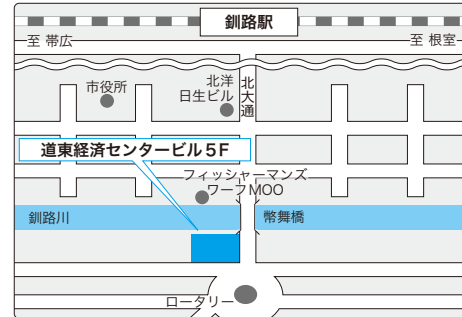 釧路駅
至 帯広
至 根室
市役所
北洋
日生ビル
北大通
道東経済センタービル５F
フィッシャーマンズ
ワーフMOO
釧路川
幣舞橋
ロータリー